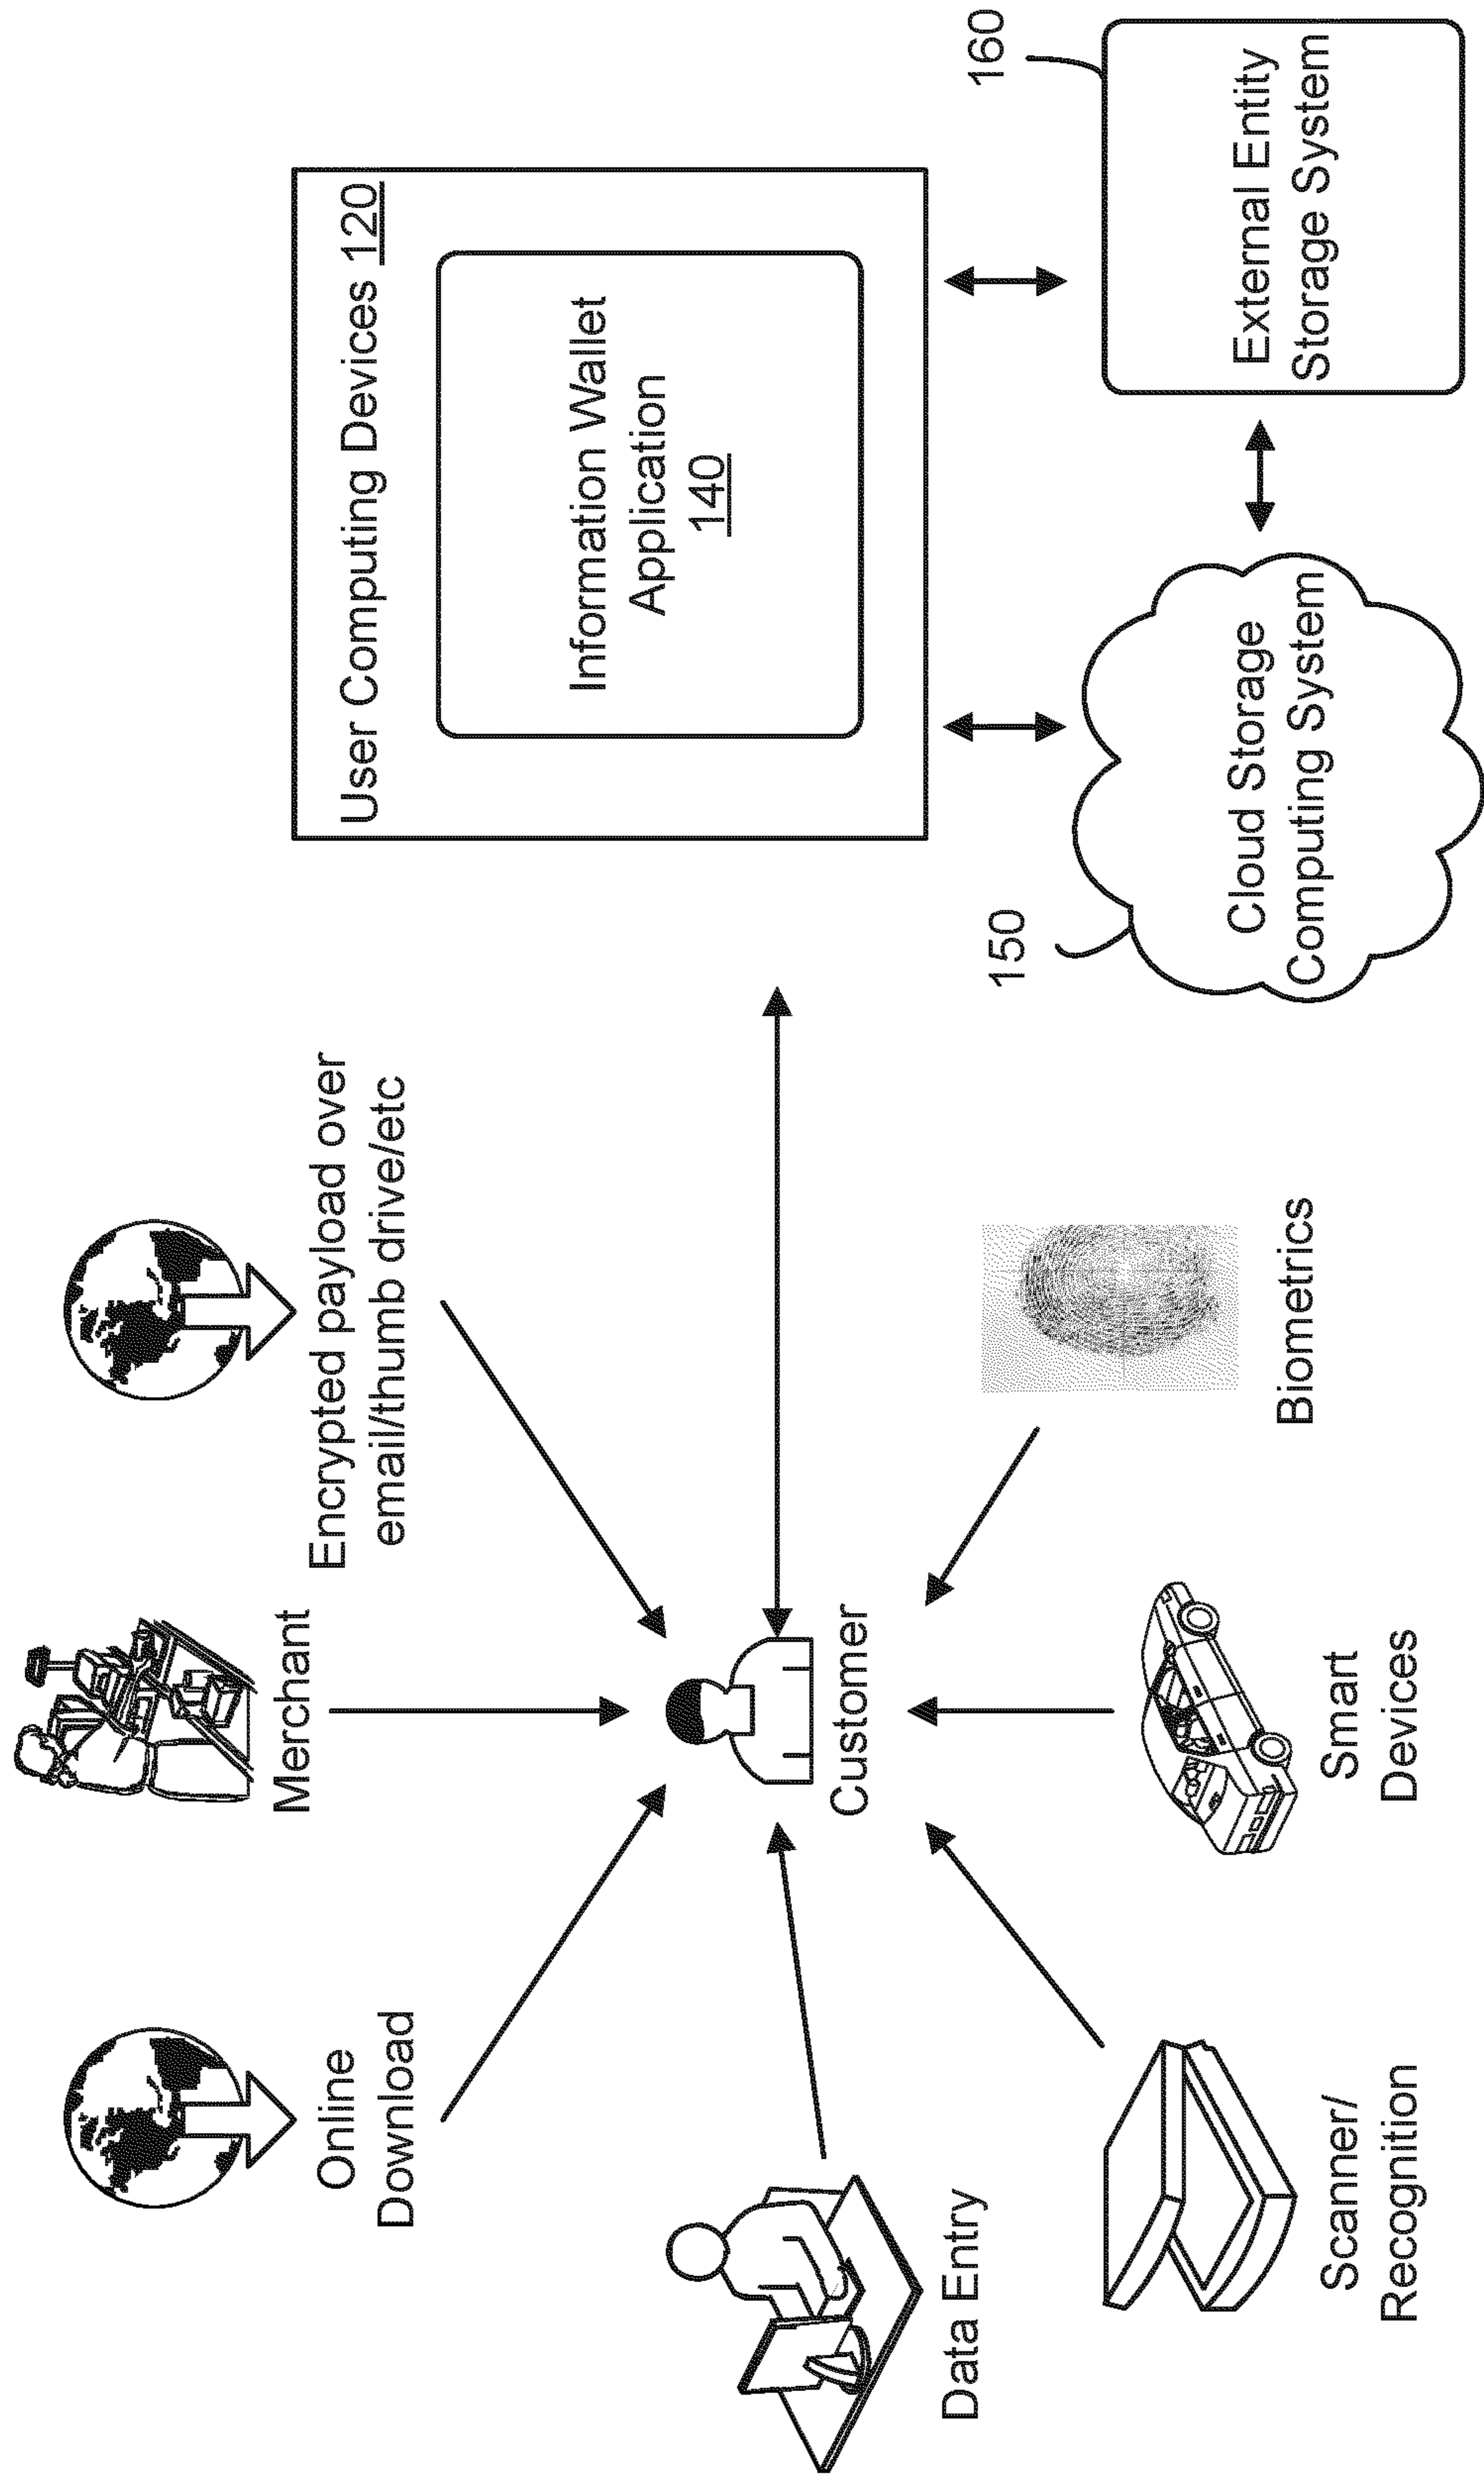 Online
Download
Merchant
Encrypted payload over
email/thumb drive/etc
Data Entry
Customer
Scanner/
Recognition
Smart
Devices
Biometrics
User Computing Devices 120
Information Wallet
Application
140
150
Cloud Storage
Computing System
160
External Entity
Storage System